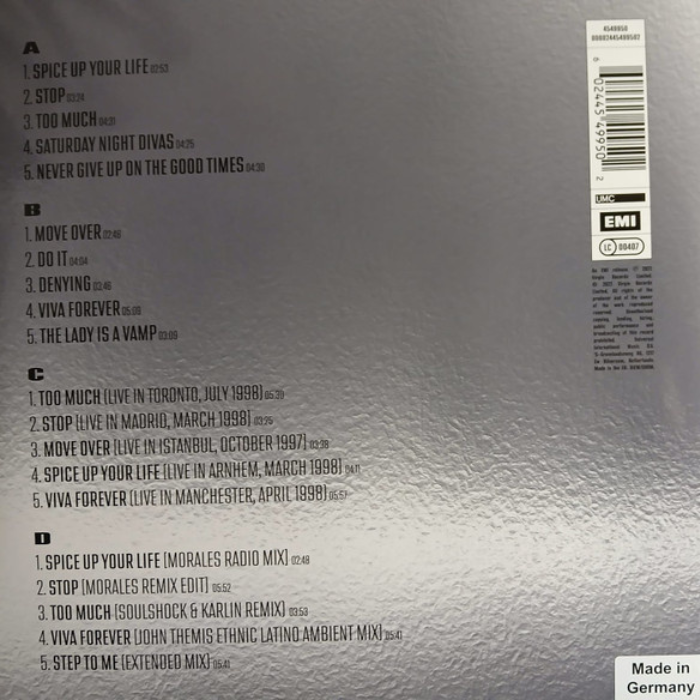 A
1. SPICE UP YOUR LIFE 02:53
2. STOP 03:24
3. TOO MUCH 04:31
4. SATURDAY NIGHT DIVAS 04:25
5. NEVER GIVE UP ON THE GOOD TIMES 04:30
B
1. MOVE OVER 02:46
2. DO IT 04:04
3. DENYING 03:46
4. VIVA FOREVER 05:09
5. THE LADY IS A VAMP 03:09
C
1. TOO MUCH (LIVE IN TORONTO, JULY 1998) 05:39
2. STOP (LIVE IN MADRID, MARCH 1998) 03:25
3. MOVE OVER (LIVE IN ISTANBUL, OCTOBER 1997) 03:38
4. SPICE UP YOUR LIFE (LIVE IN ARNHEM, MARCH 1998) 04:11
5. VIVA FOREVER (LIVE IN MANCHESTER, APRIL 1998) 05:57
D
1. SPICE UP YOUR LIFE [MORALES RADIO MIX] 02:48
2. STOP [MORALES REMIX EDIT] 05:52
3. TOO MUCH [SOULSHOCK & KARLIN REMIX] 03:53
4. VIVA FOREVER [JOHN THEMIS ETHNIC LATINO AMBIENT MIX] 05:41
5. STEP TO ME (EXTENDED MIX) 05:41
4549950
6 02445 49950 2
UMC
EMI
LC 00407
Made in
Germany